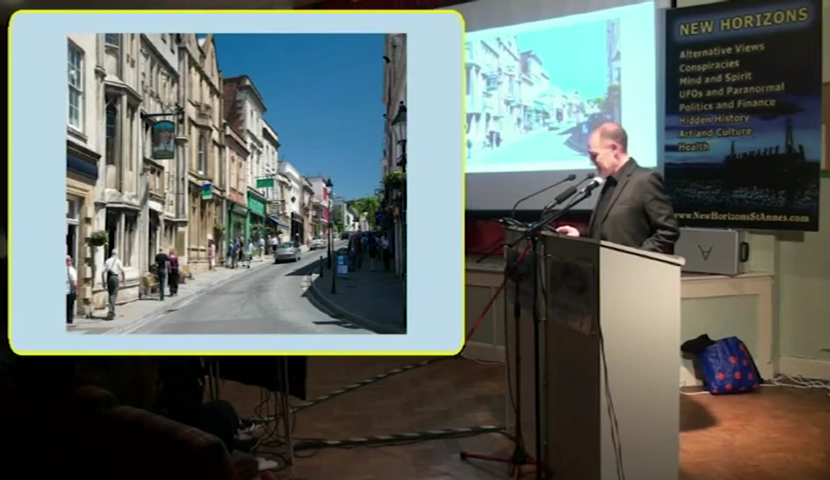 NEW HORIZONS
Alternative Views
Conspiracies
Mind and Spirit
UFOs and Paranormal
Politics and Finance
Hidden History
Art and Culture
Health
www.NewHorizonsStAnnes.com